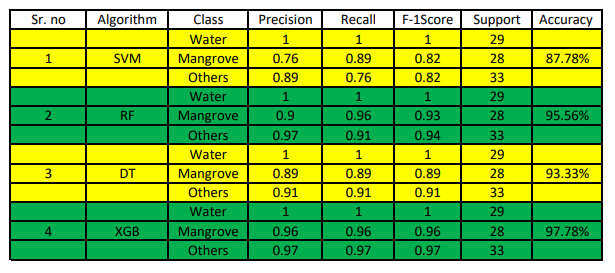 Sr. no Algorithm Class Precision Recall F-1Score Support Accuracy
Water 1 1 1 29
1 SVM Mangrove 0.76 0.89 0.82 28 87.78%
Others 0.89 0.76 0.82 33
Water 1 1 1 29
2 RF Mangrove 0.9 0.96 0.93 28 95.56%
Others 0.97 0.91 0.94 33
Water 1 1 1 29
3 DT Mangrove 0.89 0.89 0.89 28 93.33%
Others 0.91 0.91 0.91 33
Water 1 1 1 29
4 XGB Mangrove 0.96 0.96 0.96 28 97.78%
Others 0.97 0.97 0.97 33